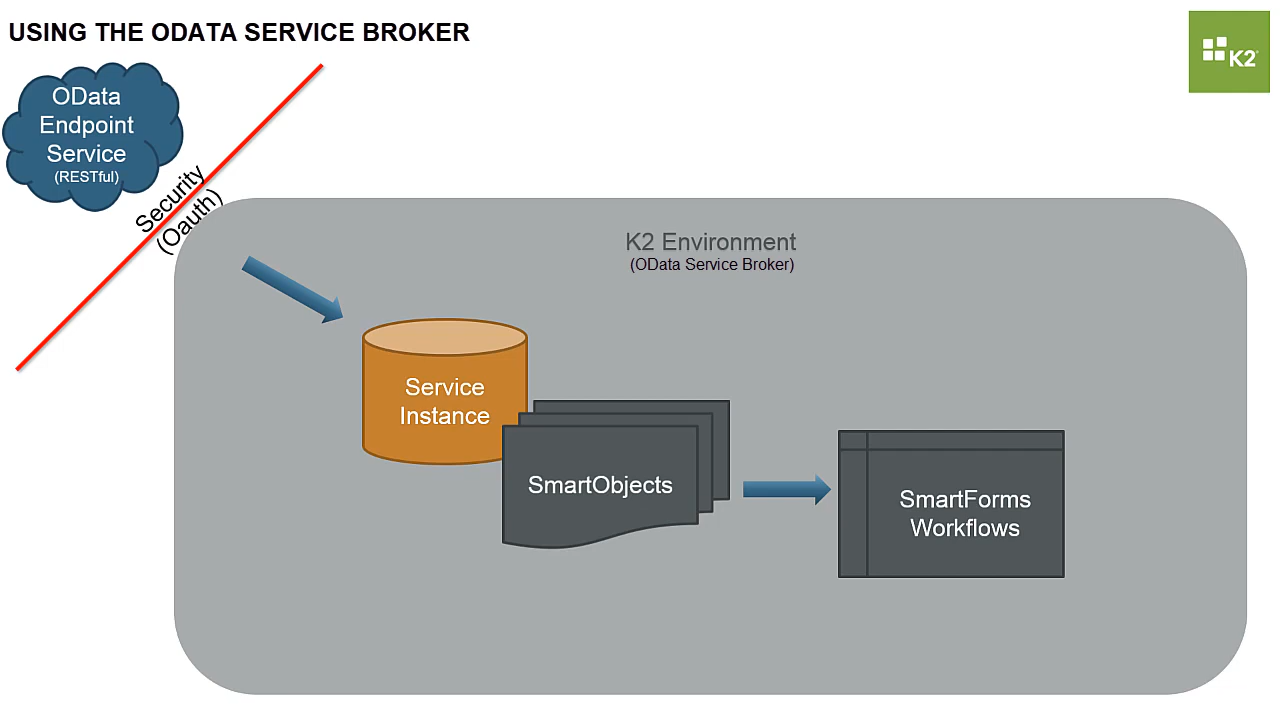 USING THE ODATA SERVICE BROKER
K2
OData
Endpoint
Service
(RESTful)
Security
(Oauth)
K2 Environment
(OData Service Broker)
Service
Instance
SmartObjects
SmartForms
Workflows